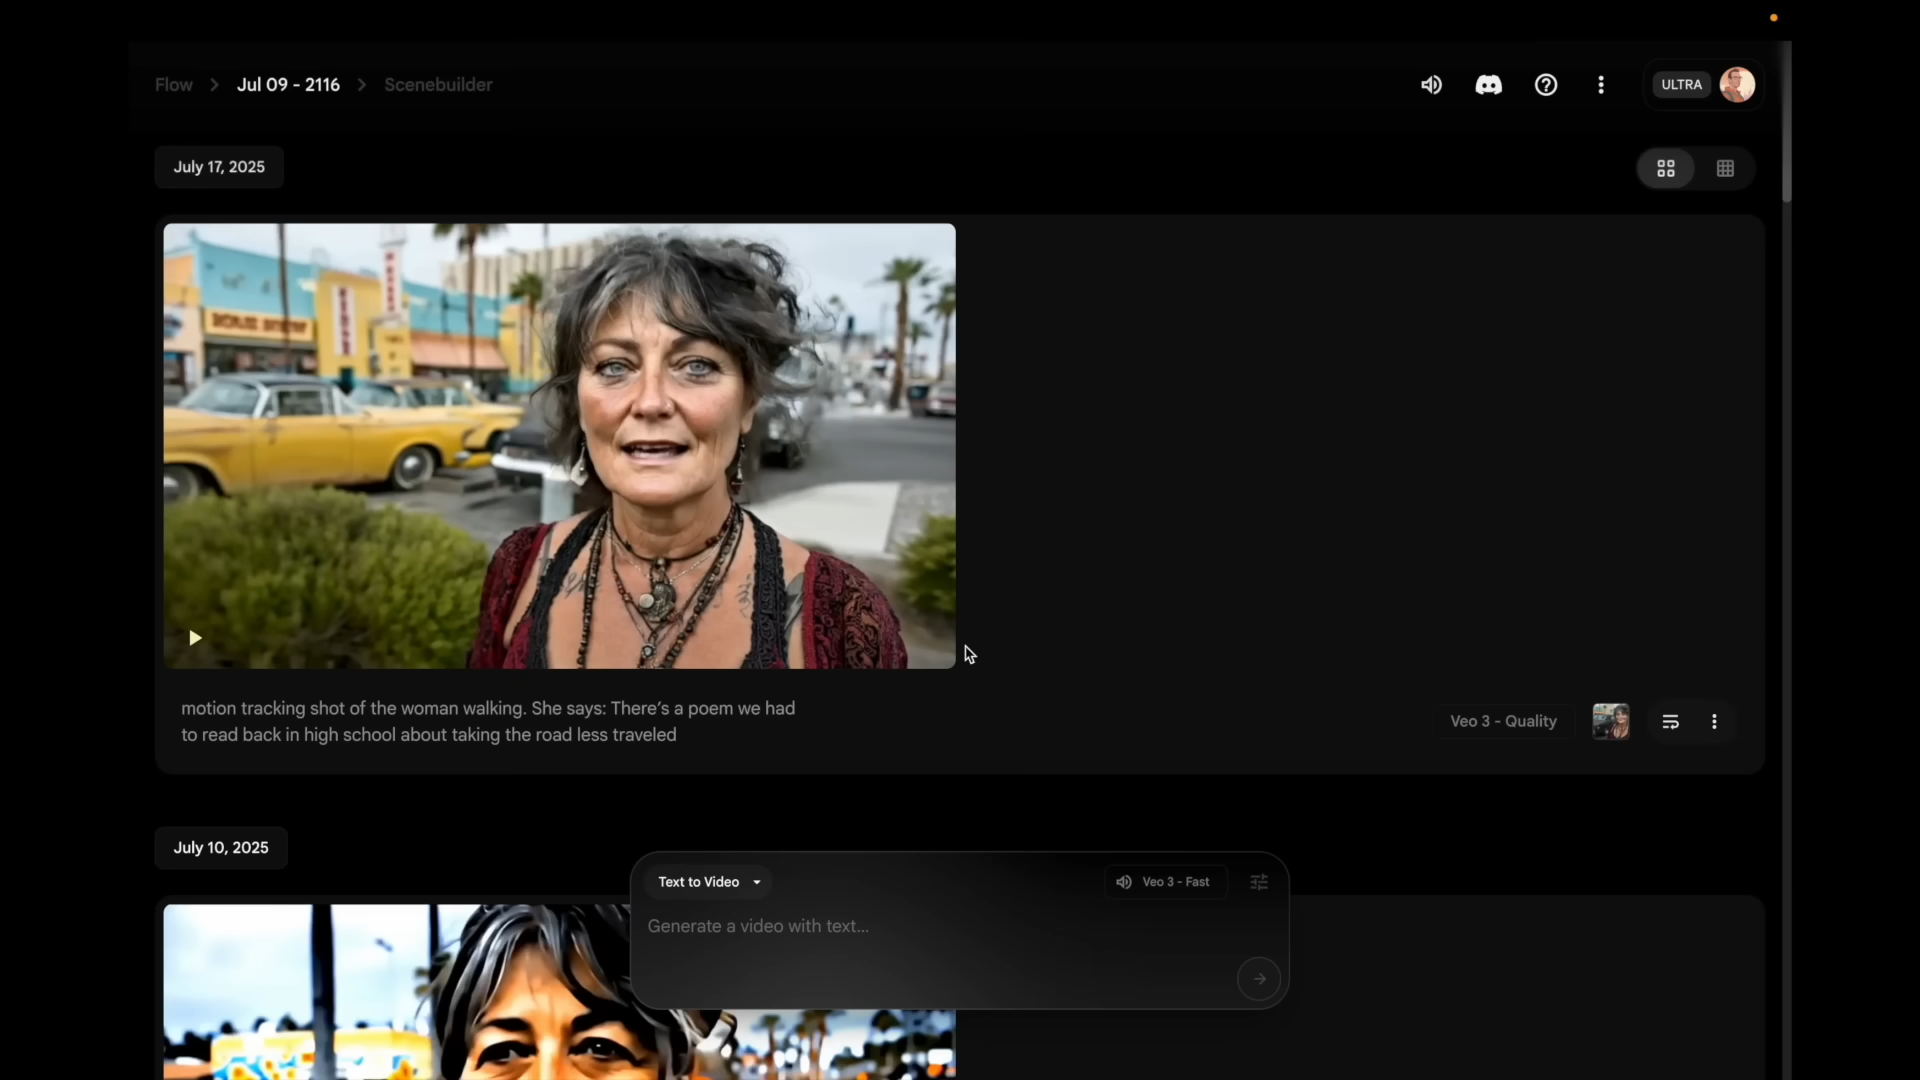 Flow > Jul 09 - 2116 > Scenebuilder
ULTRA
July 17, 2025
motion tracking shot of the woman walking. She says: There's a poem we had
to read back in high school about taking the road less traveled
Veo 3 - Quality
July 10, 2025
Text to Video
Veo 3 - Fast
Generate a video with text...